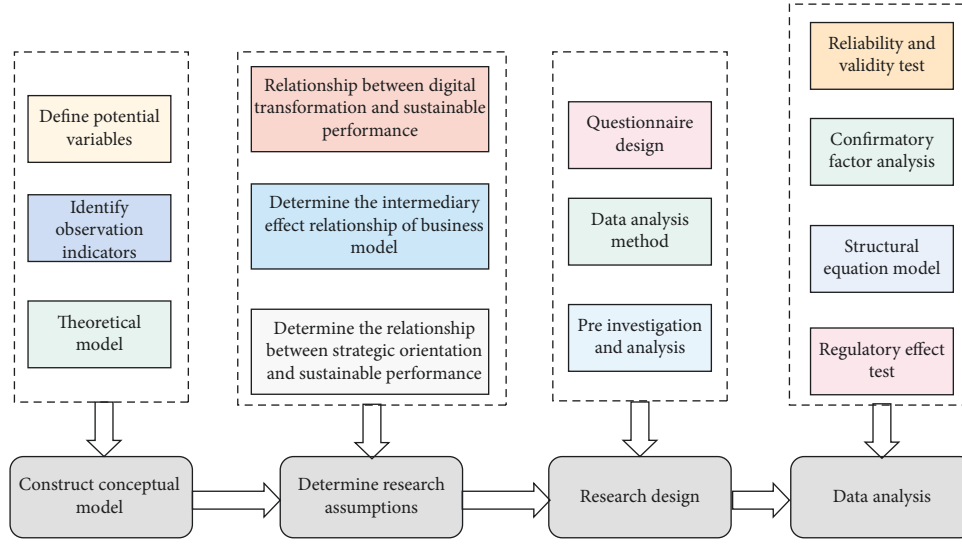 Define potential
variables
Identify
observation
indicators
Theoretical
model
Construct conceptual
model
Relationship between digital
transformation and sustainable
performance
Determine the intermediary
effect relationship of business
model
Determine the relationship
between strategic orientation
and sustainable performance
Determine research
assumptions
Questionnaire
design
Data analysis
method
Pre investigation
and analysis
Research design
Reliability and
validity test
Confirmatory
factor analysis
Structural
equation model
Regulatory effect
test
Data analysis